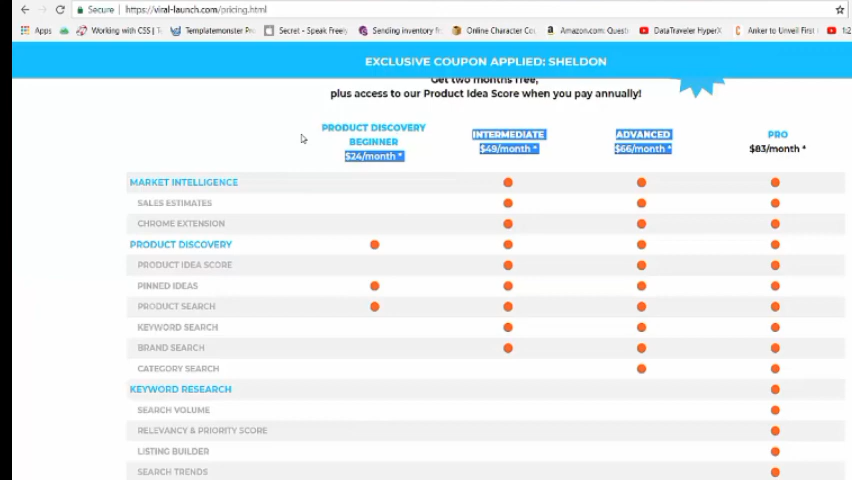 Secure | https://viral-launch.com/pricing.html
Apps Working with CSS | T Templatemonster Pro Secret - Speak Freely Sending inventory fr Online Character Cou Amazon.com: Questi DataTraveler HyperX Anker to Unveil First 1:2
EXCLUSIVE COUPON APPLIED: SHELDON
Get two months free,
plus access to our Product Idea Score when you pay annually!
PRODUCT DISCOVERY
BEGINNER
$24/month *
INTERMEDIATE
$49/month *
ADVANCED
$66/month *
PRO
$83/month *
MARKET INTELLIGENCE
SALES ESTIMATES
CHROME EXTENSION
PRODUCT DISCOVERY
PRODUCT IDEA SCORE
PINNED IDEAS
PRODUCT SEARCH
KEYWORD SEARCH
BRAND SEARCH
CATEGORY SEARCH
KEYWORD RESEARCH
SEARCH VOLUME
RELEVANCY & PRIORITY SCORE
LISTING BUILDER
SEARCH TRENDS